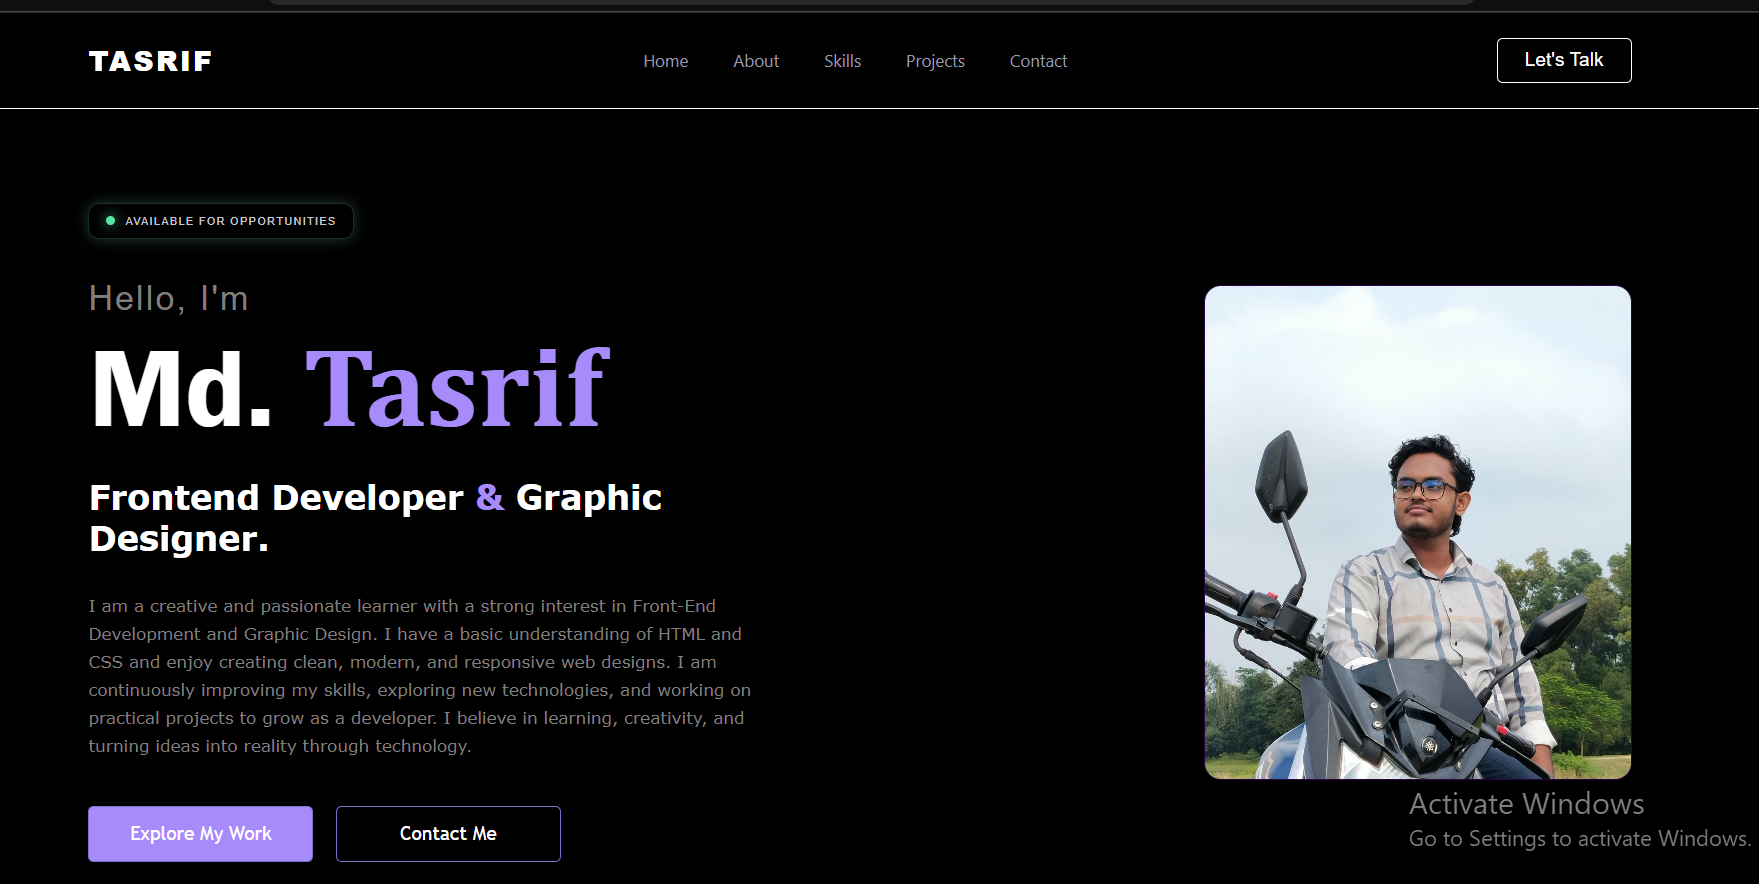 TASRIF
Home About Skills Projects Contact
Let's Talk
AVAILABLE FOR OPPORTUNITIES
Hello, I'm
Md. Tasrif
Frontend Developer & Graphic
Designer.
I am a creative and passionate learner with a strong interest in Front-End
Development and Graphic Design. I have a basic understanding of HTML and
CSS and enjoy creating clean, modern, and responsive web designs. I am
continuously improving my skills, exploring new technologies, and working on
practical projects to grow as a developer. I believe in learning, creativity, and
turning ideas into reality through technology.
Explore My Work
Contact Me
Activate Windows
Go to Settings to activate Windows.